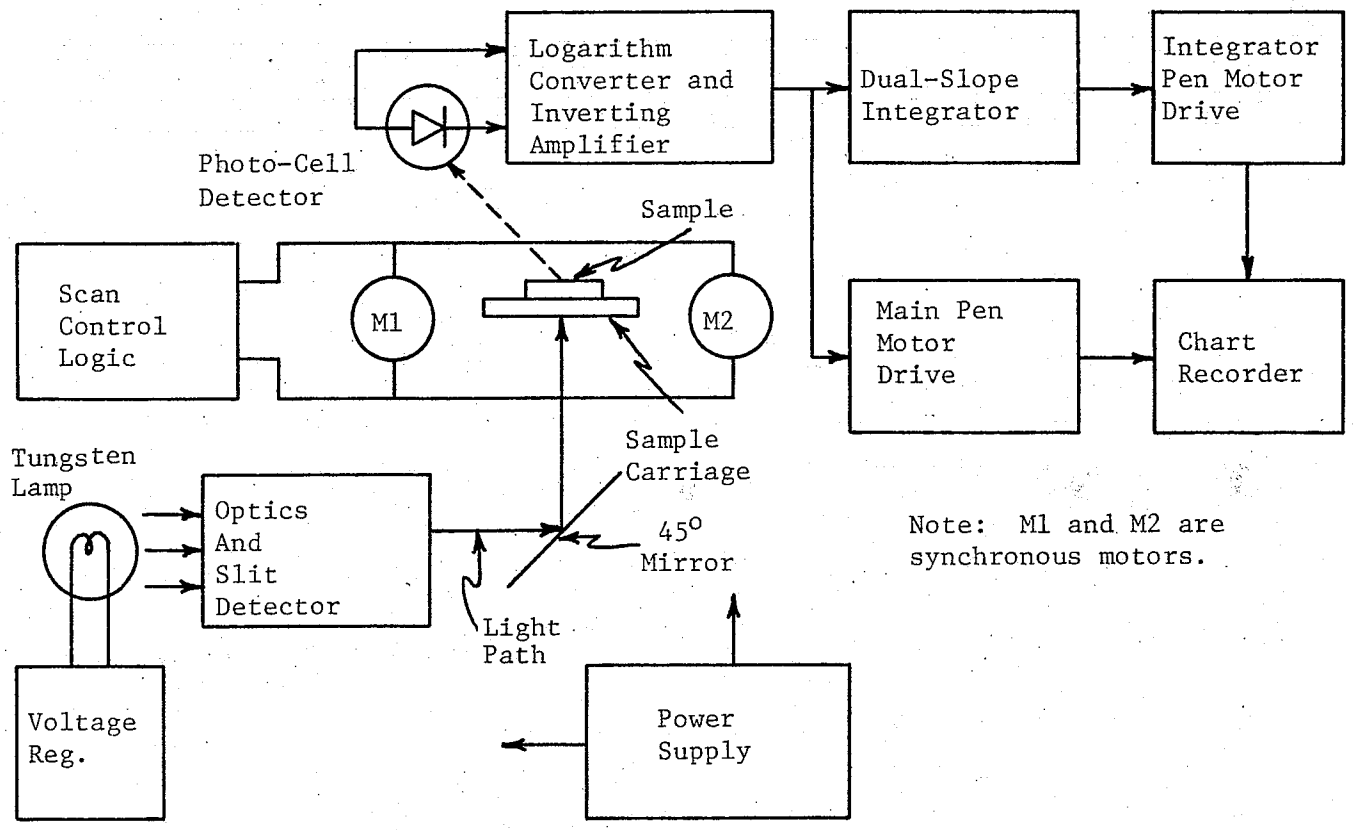 Logarithm
Converter and
Inverting
Amplifier
Dual-Slope
Integrator
Integrator
Pen Motor
Drive
Photo-Cell
Detector
Sample
Scan
Control
Logic
M1
M2
Main Pen
Motor
Drive
Chart
Recorder
Sample
Carriage
Tungsten
Lamp
Optics
And
Slit
Detector
45°
Mirror
Note: M1 and M2 are
synchronous motors.
Light
Path
Voltage
Reg.
Power
Supply